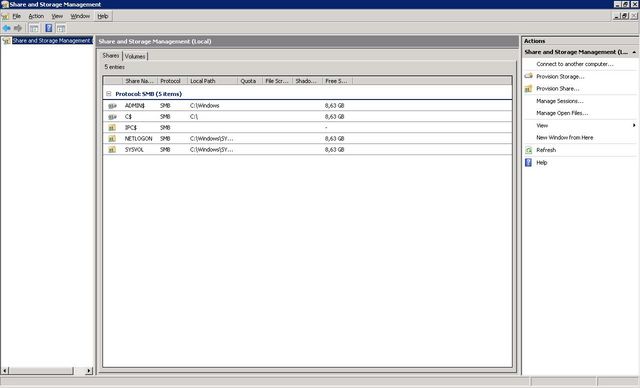 Share and Storage Management
File Action View Window Help
Share and Storage Management (
Share and Storage Management (Local)
Shares Volumes
5 entries
Share Na... Protocol Local Path Quota File Scr... Shado... Free S...
Protocol: SMB (5 items)
ADMIN$ SMB C:\Windows 8,63 GB
C$ SMB C:\ 8,63 GB
IPC$ SMB -
NETLOGON SMB C:\Windows\SY... 8,63 GB
SYSVOL SMB C:\Windows\SY... 8,63 GB
Actions
Share and Storage Management (L...
Connect to another computer...
Provision Storage...
Provision Share...
Manage Sessions...
Manage Open Files...
View
New Window from Here
Refresh
Help